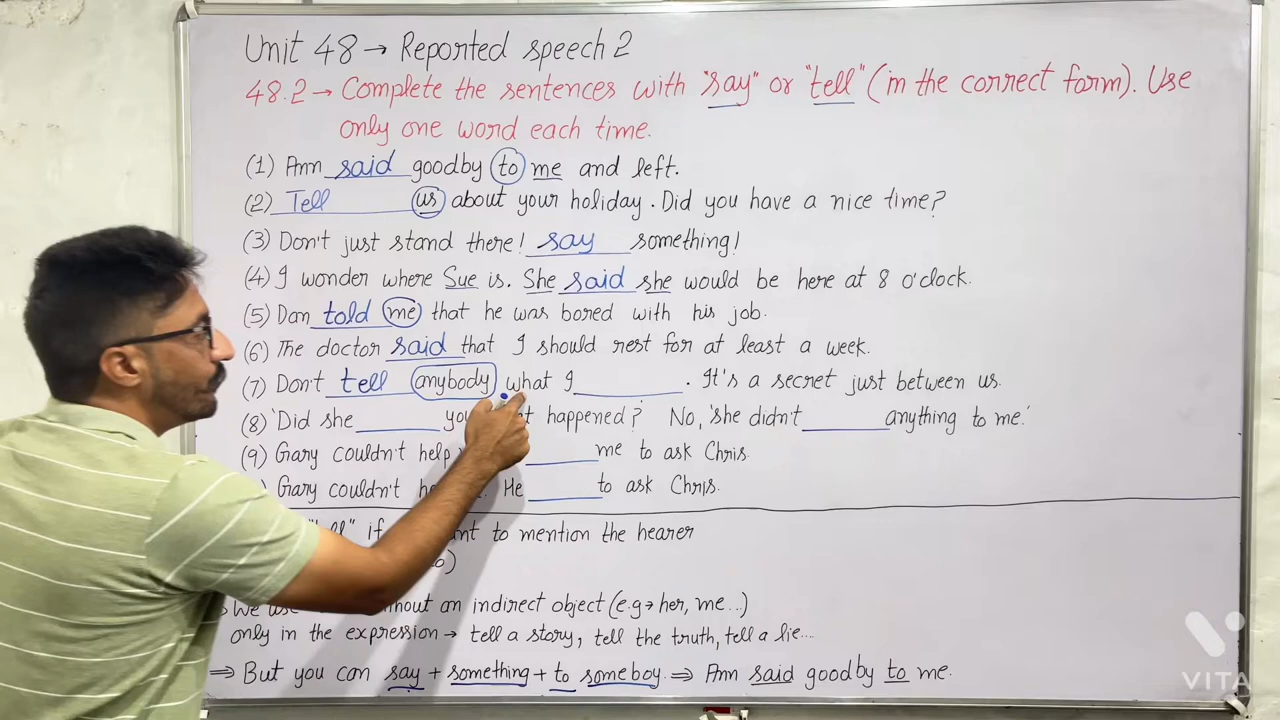 Unit 48 → Reported speech 2
48.2 → Complete the sentences with "say" or "tell" (in the correct form). Use
only one word each time.
(1) Ann said goodby to me and left.
(2) Tell us about your holiday. Did you have a nice time?
(3) Don't just stand there! say something!
(4) I wonder where Sue is. She said she would be here at 8 o'clock.
(5) Dan told me that he was bored with his job.
(6) The doctor said that I should rest for at least a week.
(7) Don't tell anybody what I ______. It's a secret just between us.
(8) 'Did she ______ happened? No, 'she didn't ______ anything to me.'
(9) Gary couldn't help ______ me to ask Chris.
Gary couldn't He ______ to ask Chris.
"tell" if to mention the hearer
We use without an indirect object (e.g → her, me...)
only in the expression → tell a story, tell the truth, tell a lie...
⇒ But you can say + something + to someboy ⇒ Ann said goodby to me.
VITA